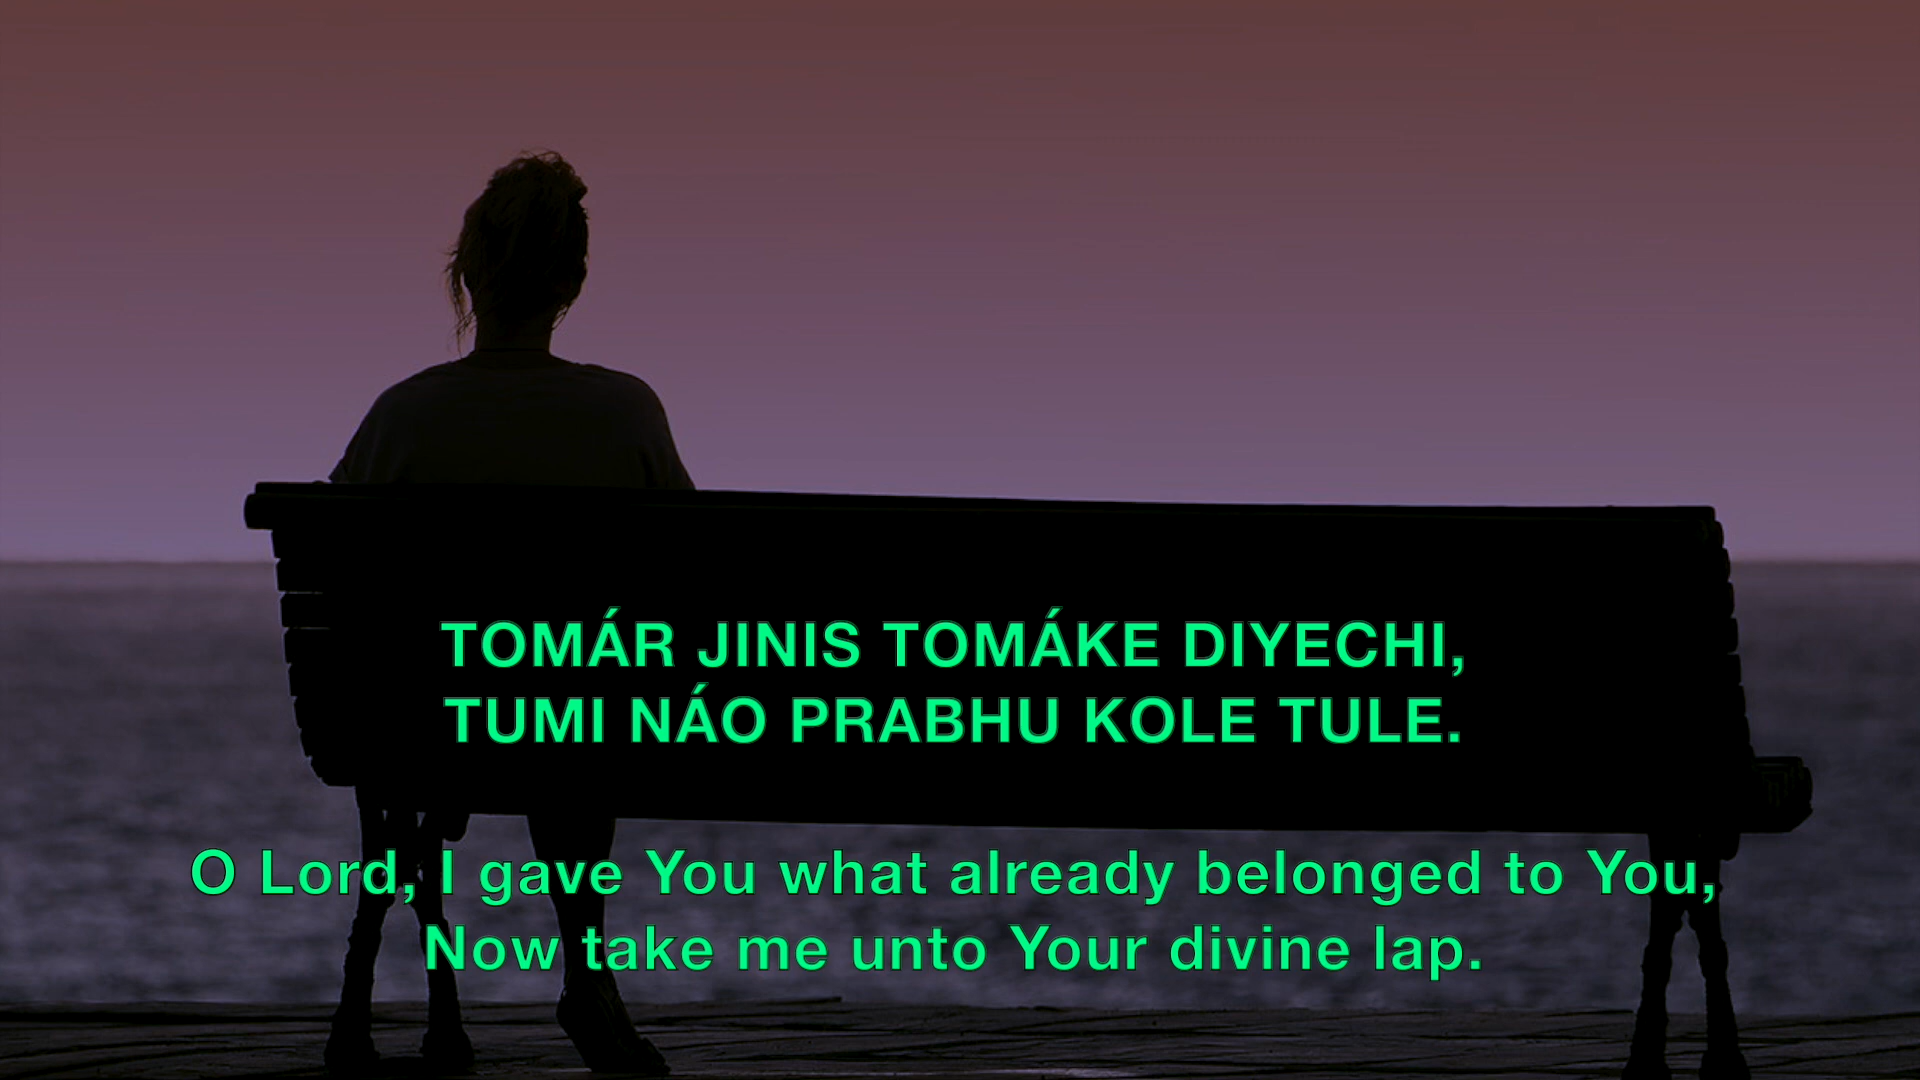 TOMÁR JINIS TOMÁKE DIYECHI,
TUMI NÁO PRABHU KOLE TULE.
O Lord, I gave You what already belonged to You,
Now take me unto Your divine lap.